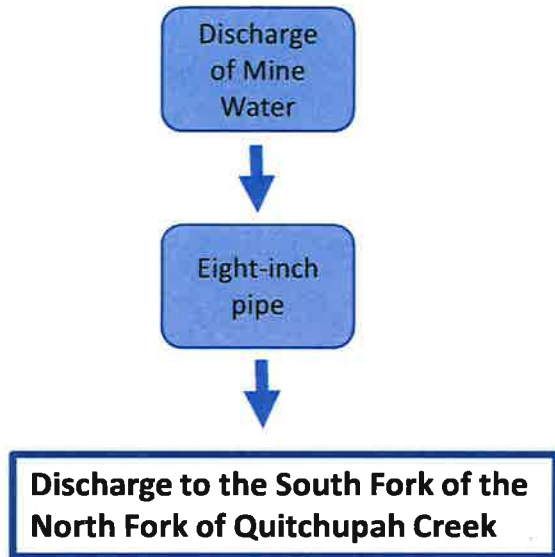 Discharge
of Mine
Water
Eight-inch
pipe
Discharge to the South Fork of the
North Fork of Quitchupah Creek